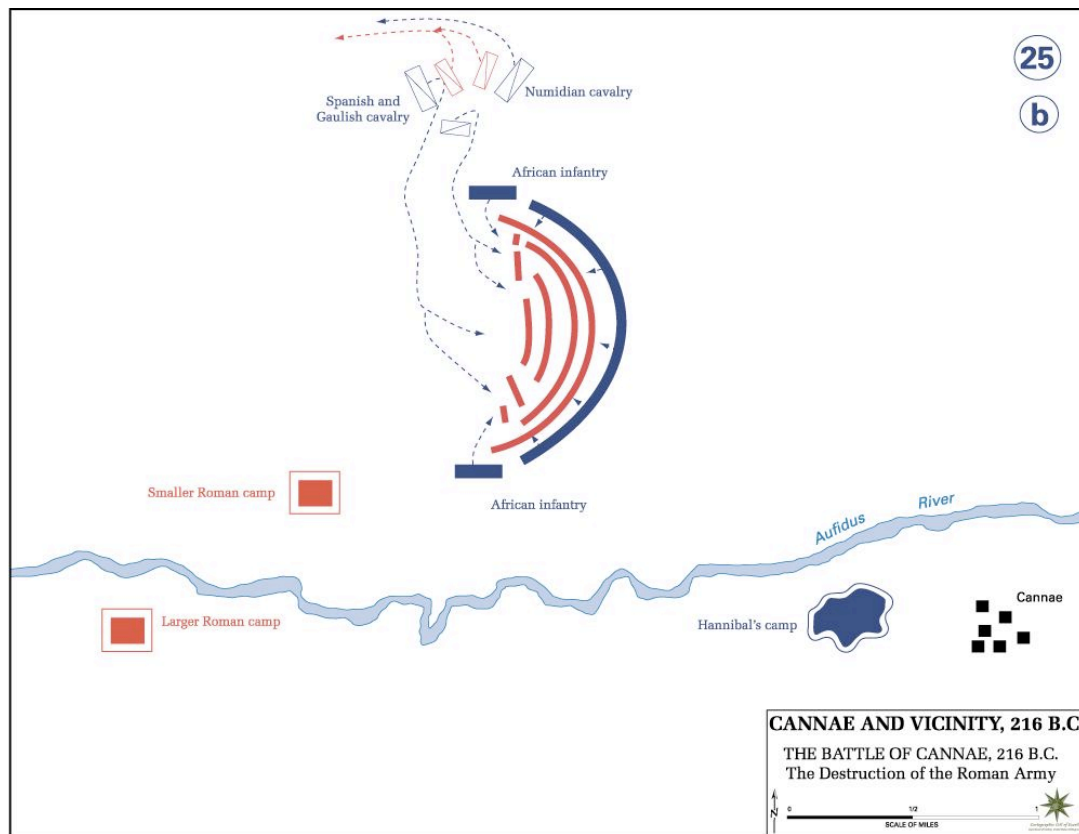 25
b
Spanish and
Gaulish cavalry
Numidian cavalry
African infantry
African infantry
Smaller Roman camp
Aufidus River
Larger Roman camp
Hannibal's camp
Cannae
CANNAE AND VICINITY, 216 B.C
THE BATTLE OF CANNAE, 216 B.C.
The Destruction of the Roman Army
N
0 1/2 1
SCALE OF MILES